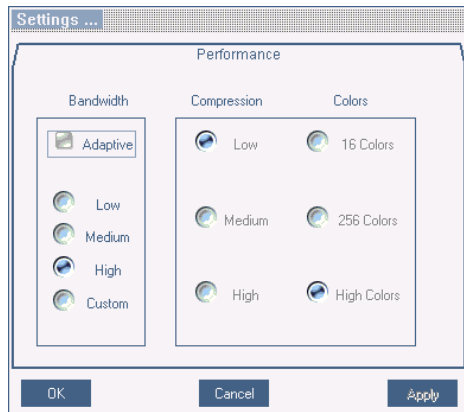 Settings ...
Performance
Bandwidth Compression Colors
Adaptive Low 16 Colors
Low
Medium 256 Colors
Medium
High
High High Colors
Custom
OK Cancel Apply